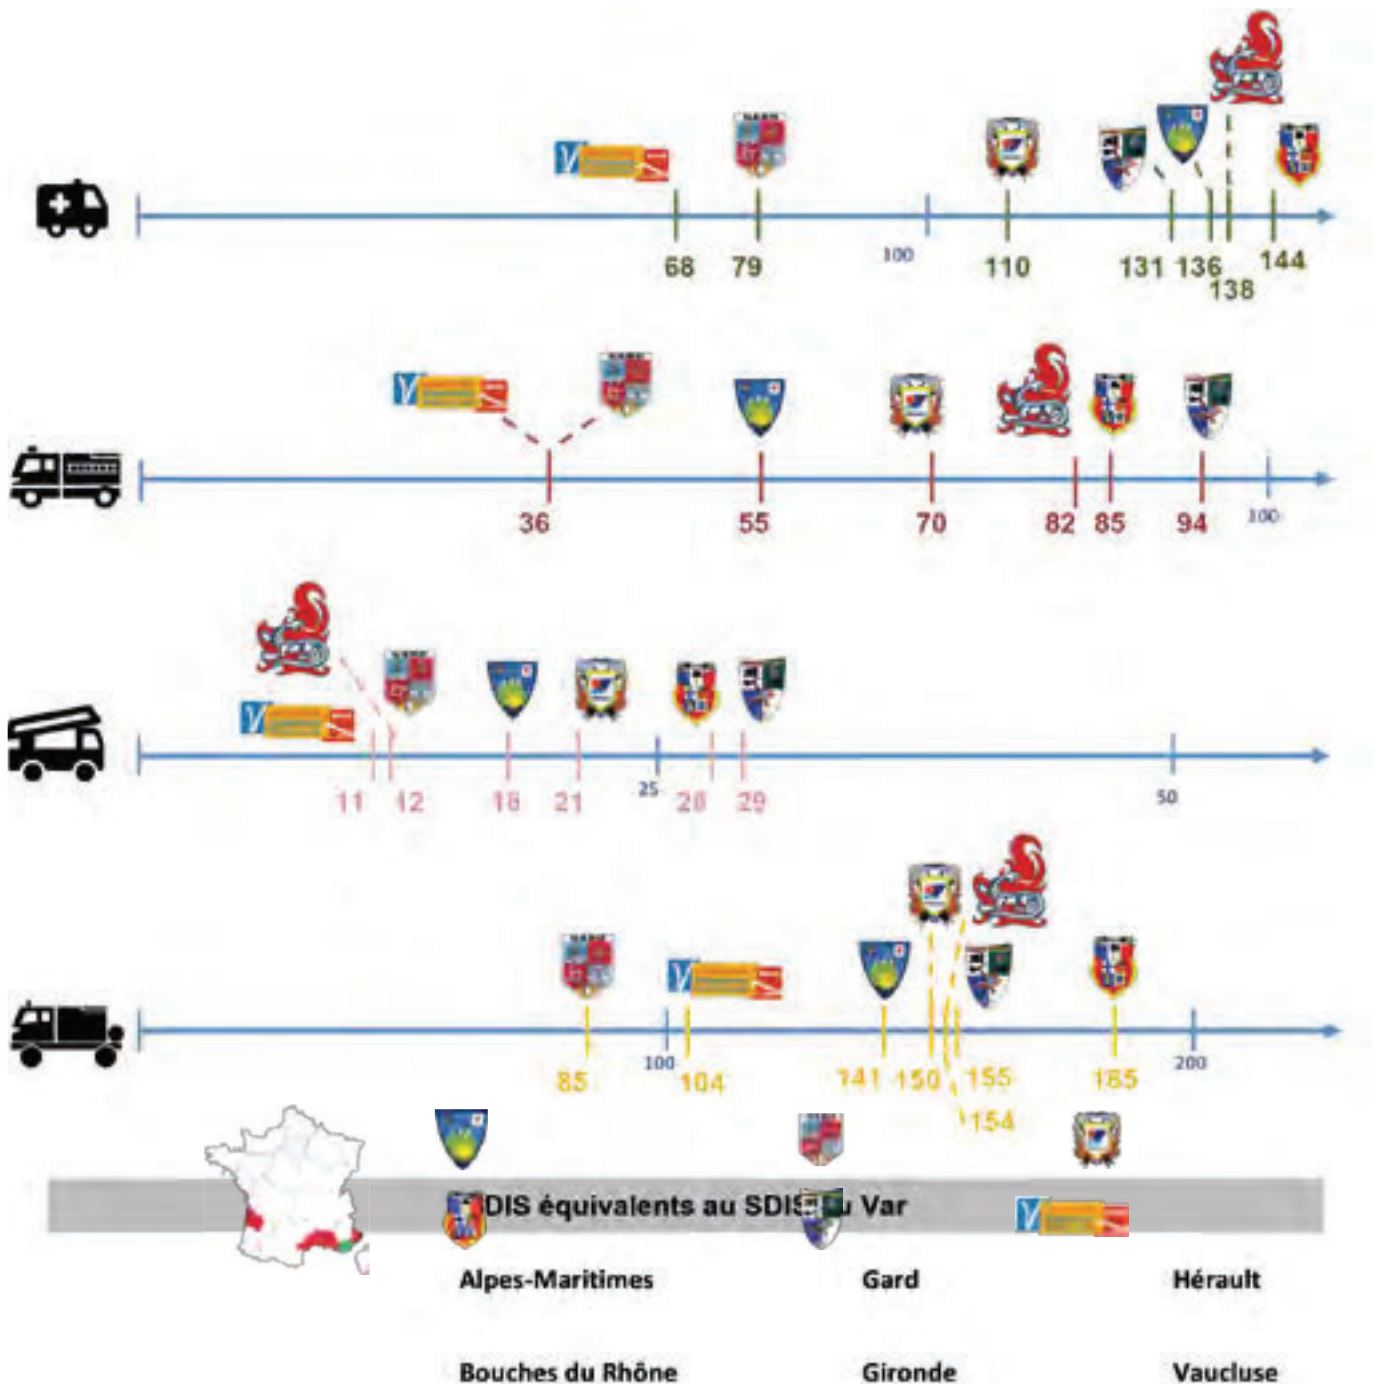 100
68 79 110 131 136 144
138
36 55 70 82 85 94 100
11 12 18 21 25 28 29 50
100 200
85 104 141 150 155 185
154
SDIS équivalents au SDIS du Var
Alpes-Maritimes Gard Hérault
Bouches du Rhône Gironde Vaucluse